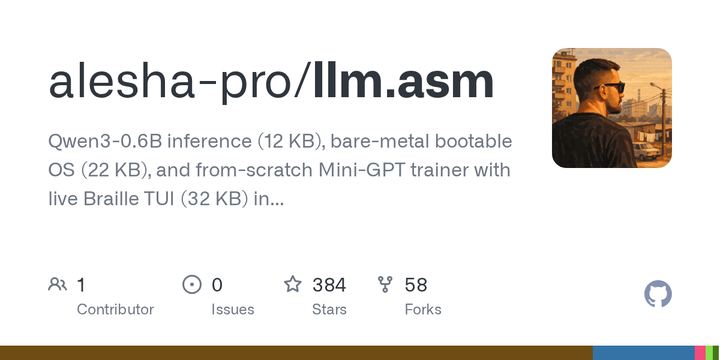 alesha-pro/llm.asm
Qwen3-0.6B inference (12 KB), bare-metal bootable
OS (22 KB), and from-scratch Mini-GPT trainer with
live Braille TUI (32 KB) in...
1
Contributor
0
Issues
384
Stars
58
Forks